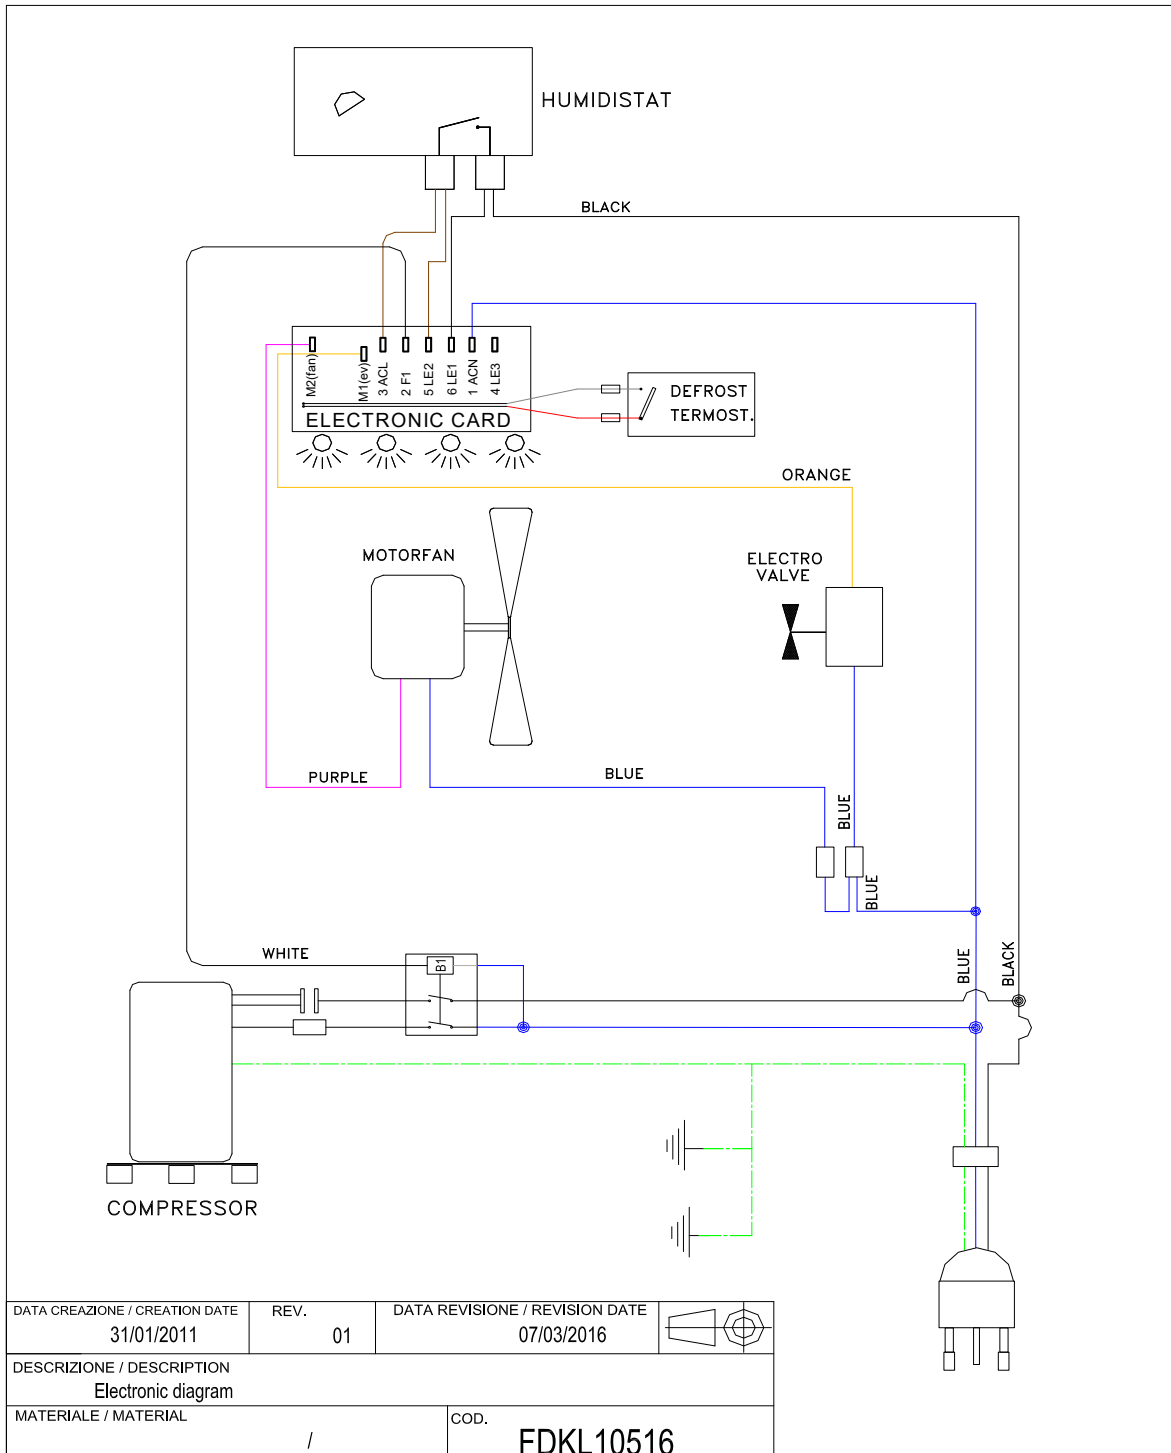 HUMIDISTAT
BLACK
M2(fan)
M1(ev)
3 ACL
2 F1
5 LE2
6 LE1
1 ACN
4 LE3
ELECTRONIC CARD
DEFROST
TERMOST.
ORANGE
MOTORFAN
ELECTRO
VALVE
PURPLE
BLUE
BLUE
BLUE
WHITE
B1
BLUE
BLACK
COMPRESSOR
DATA CREAZIONE / CREATION DATE
31/01/2011
REV.
01
DATA REVISIONE / REVISION DATE
07/03/2016
DESCRIZIONE / DESCRIPTION
Electronic diagram
MATERIALE / MATERIAL
/
COD.
FDKL10516